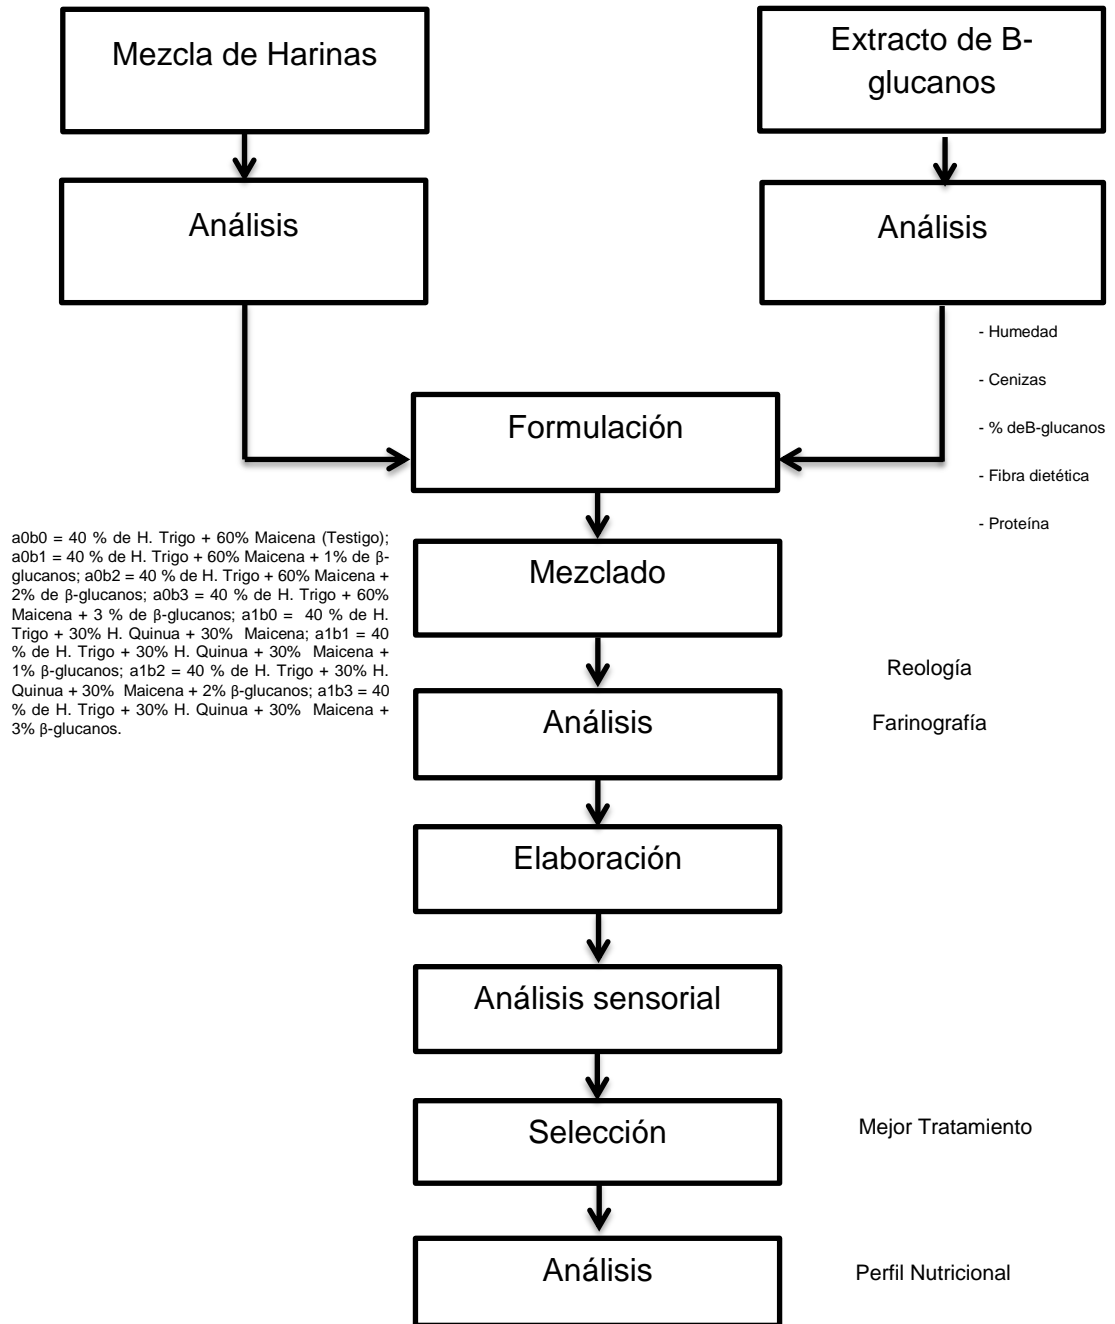 Mezcla de Harinas
Extracto de B-
glucanos
Análisis
Análisis
- Humedad
- Cenizas
- % deB-glucanos
- Fibra dietética
- Proteína
Formulación
a0b0 = 40 % de H. Trigo + 60% Maicena (Testigo);
a0b1 = 40 % de H. Trigo + 60% Maicena + 1% de β-
glucanos; a0b2 = 40 % de H. Trigo + 60% Maicena +
2% de β-glucanos; a0b3 = 40 % de H. Trigo + 60%
Maicena + 3 % de β-glucanos; a1b0 = 40 % de H.
Trigo + 30% H. Quinua + 30% Maicena; a1b1 = 40
% de H. Trigo + 30% H. Quinua + 30% Maicena +
1% β-glucanos; a1b2 = 40 % de H. Trigo + 30% H.
Quinua + 30% Maicena + 2% β-glucanos; a1b3 = 40
% de H. Trigo + 30% H. Quinua + 30% Maicena +
3% β-glucanos.
Mezclado
Análisis
Reología
Farinografía
Elaboración
Análisis sensorial
Selección
Mejor Tratamiento
Análisis
Perfil Nutricional